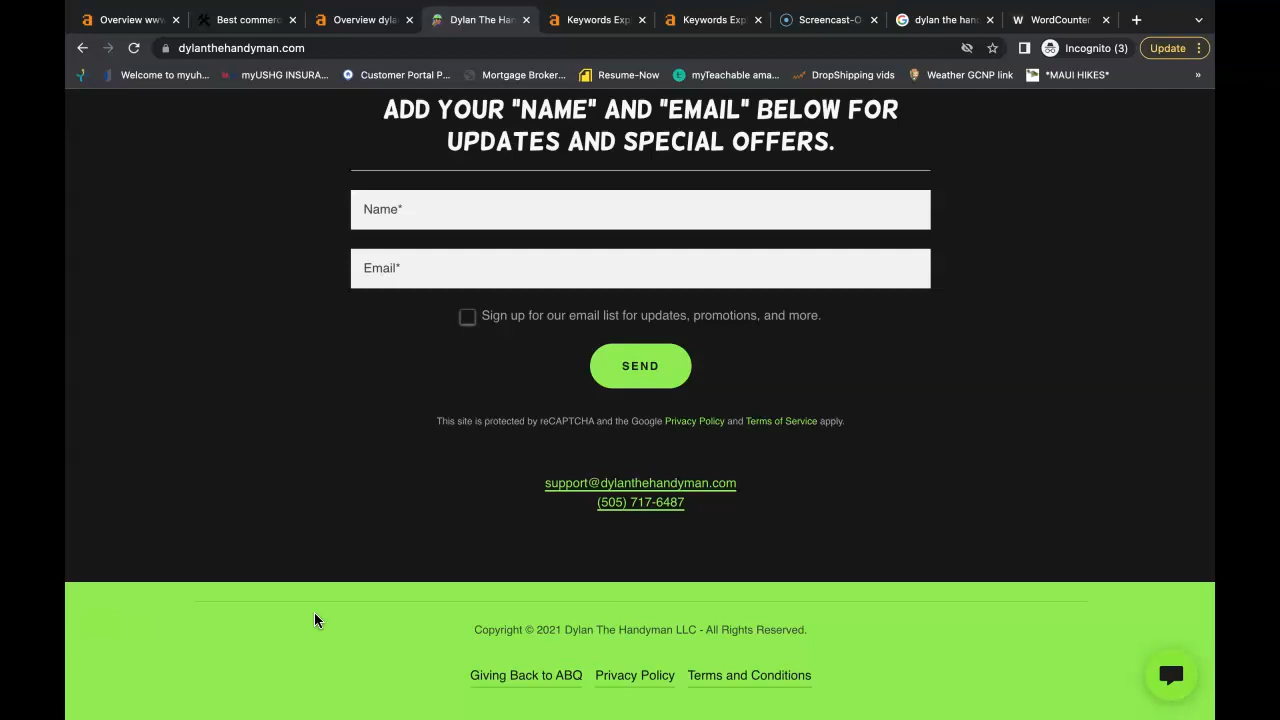 Overview www
Best commerc
Overview dyla
Dylan The Han
Keywords Exp
Keywords Exp
Screencast-O
dylan the han
WordCounter
dylanthehandyman.com
Incognito (3)
Update
Welcome to myuh...
myUSHG INSURA...
Customer Portal P...
Mortgage Broker...
Resume-Now
myTeachable ama...
DropShipping vids
Weather GCNP link
*MAUI HIKES*
»
ADD YOUR "NAME" AND "EMAIL" BELOW FOR
UPDATES AND SPECIAL OFFERS.
Name*
Email*
Sign up for our email list for updates, promotions, and more.
SEND
This site is protected by reCAPTCHA and the Google Privacy Policy and Terms of Service apply.
support@dylanthehandyman.com
(505) 717-6487
Copyright © 2021 Dylan The Handyman LLC - All Rights Reserved.
Giving Back to ABQ Privacy Policy Terms and Conditions